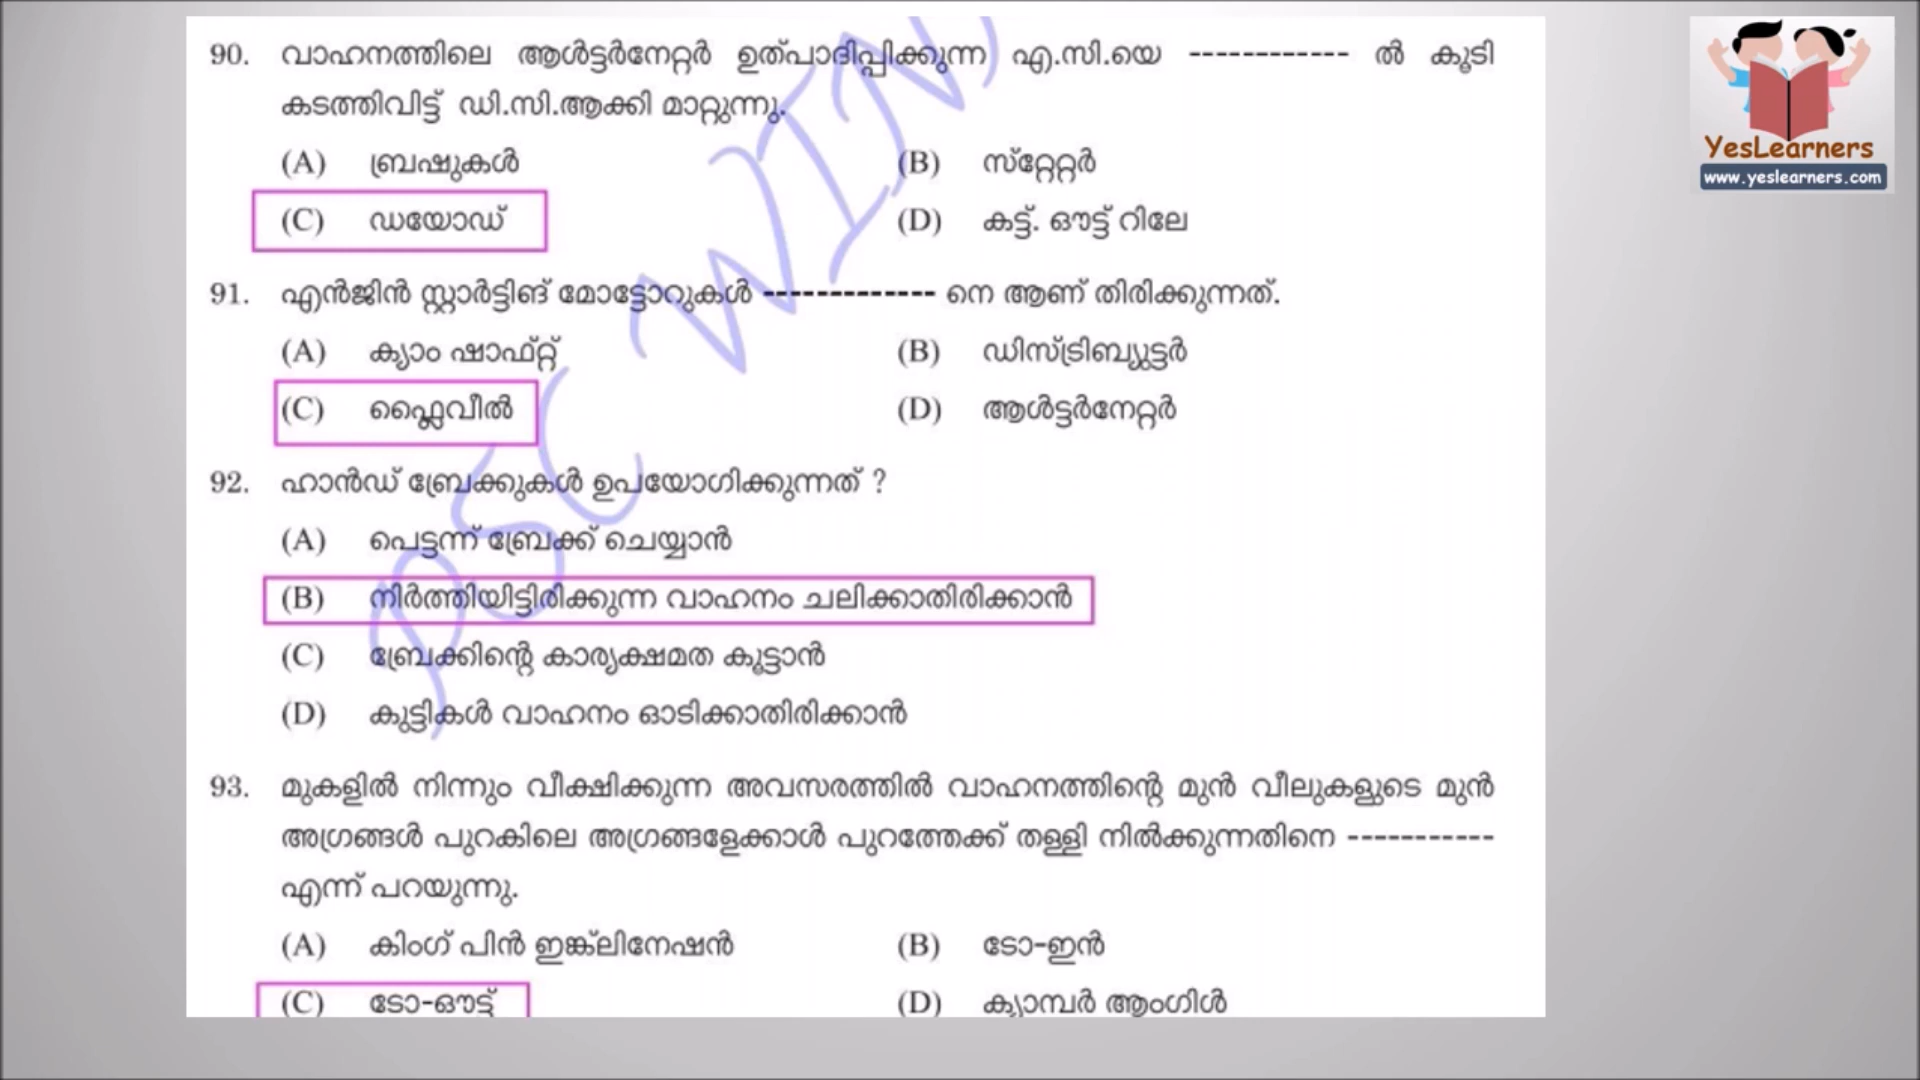 90. വാഹനത്തിലെ ആൾട്ടർനേറ്റർ ഉത്പാദിപ്പിക്കുന്ന എ.സി.യെ ------------ ൽ കൂടി
കടത്തിവിട്ട് ഡി.സി.ആക്കി മാറ്റുന്നു.
(A) ബ്രഷുകൾ (B) സ്റ്റേറ്റർ
(C) ഡയോഡ് (D) കട്ട്. ഔട്ട് റിലേ
91. എൻജിൻ സ്റ്റാർട്ടിങ് മോട്ടോറുകൾ ------------- നെ ആണ് തിരിക്കുന്നത്.
(A) ക്യാം ഷാഫ്റ്റ് (B) ഡിസ്ട്രിബ്യുട്ടർ
(C) ഫ്ലൈവീൽ (D) ആൾട്ടർനേറ്റർ
92. ഹാൻഡ് ബ്രേക്കുകൾ ഉപയോഗിക്കുന്നത് ?
(A) പെട്ടന്ന് ബ്രേക്ക് ചെയ്യാൻ
(B) നിർത്തിയിട്ടിരിക്കുന്ന വാഹനം ചലിക്കാതിരിക്കാൻ
(C) ബ്രേക്കിന്റെ കാര്യക്ഷമത കൂട്ടാൻ
(D) കുട്ടികൾ വാഹനം ഓടിക്കാതിരിക്കാൻ
93. മുകളിൽ നിന്നും വീക്ഷിക്കുന്ന അവസരത്തിൽ വാഹനത്തിന്റെ മുൻ വീലുകളുടെ മുൻ
അഗ്രങ്ങൾ പുറകിലെ അഗ്രങ്ങളേക്കാൾ പുറത്തേക്ക് തള്ളി നിൽക്കുന്നതിനെ -----------
എന്ന് പറയുന്നു.
(A) കിംഗ് പിൻ ഇങ്ക്ലിനേഷൻ (B) ടോ-ഇൻ
(C) ടോ-ഔട്ട് (D) ക്യാമ്പർ ആംഗിൾ
PSC WIN
YesLearners
www.yeslearners.com